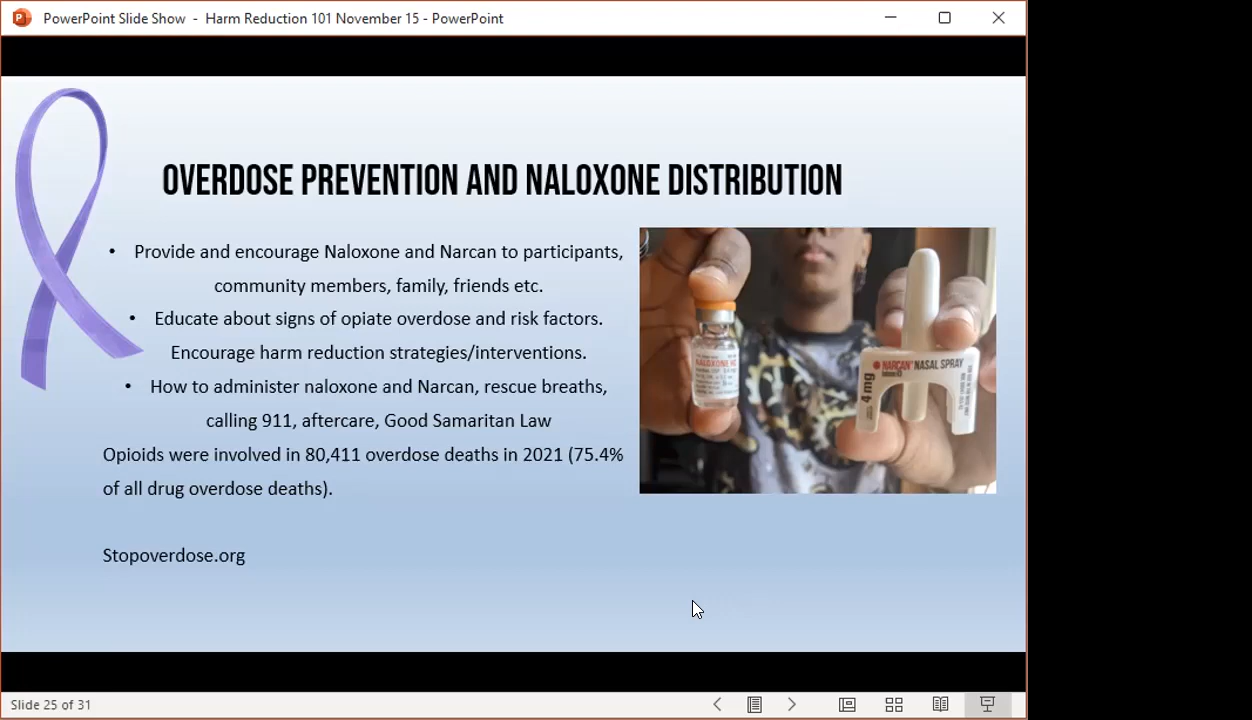 PowerPoint Slide Show - Harm Reduction 101 November 15 - PowerPoint
OVERDOSE PREVENTION AND NALOXONE DISTRIBUTION
• Provide and encourage Naloxone and Narcan to participants,
community members, family, friends etc.
• Educate about signs of opiate overdose and risk factors.
Encourage harm reduction strategies/interventions.
• How to administer naloxone and Narcan, rescue breaths,
calling 911, aftercare, Good Samaritan Law
Opioids were involved in 80,411 overdose deaths in 2021 (75.4%
of all drug overdose deaths).
Stopoverdose.org
NARCAN NASAL SPRAY
4 mg
Slide 25 of 31